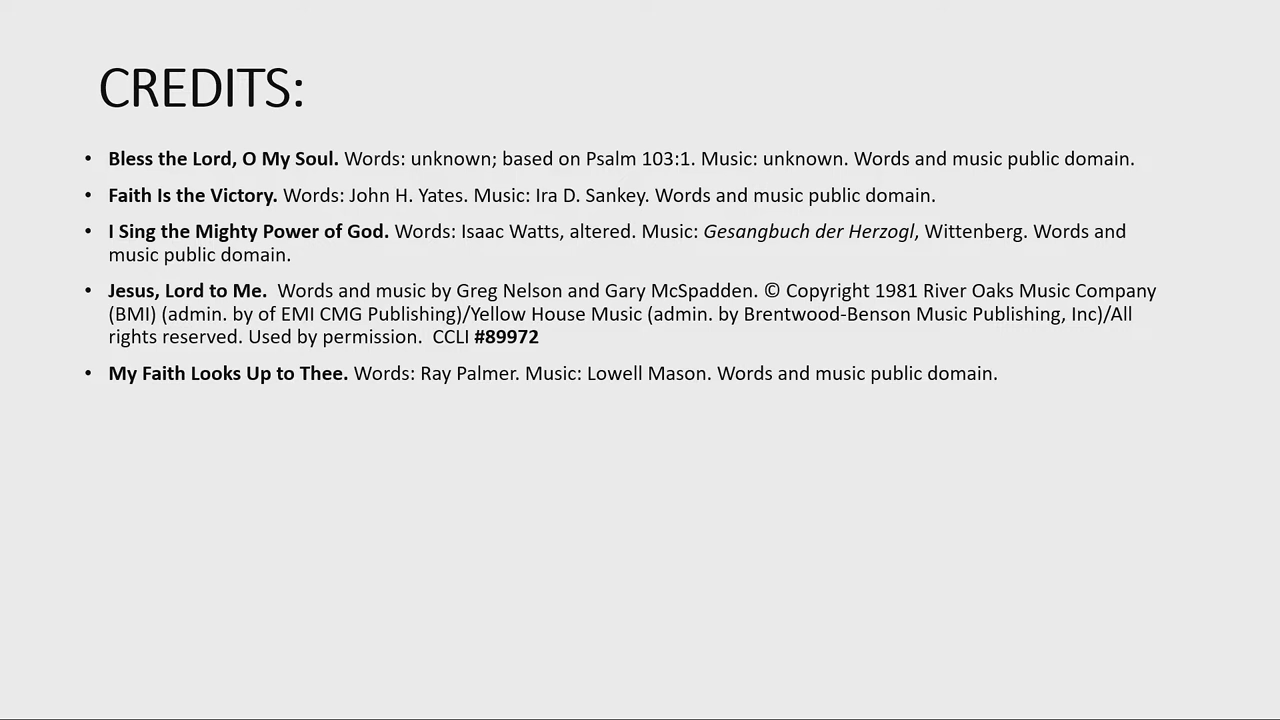 CREDITS:
• Bless the Lord, O My Soul. Words: unknown; based on Psalm 103:1. Music: unknown. Words and music public domain.
• Faith Is the Victory. Words: John H. Yates. Music: Ira D. Sankey. Words and music public domain.
• I Sing the Mighty Power of God. Words: Isaac Watts, altered. Music: Gesangbuch der Herzogl, Wittenberg. Words and
music public domain.
• Jesus, Lord to Me.  Words and music by Greg Nelson and Gary McSpadden. © Copyright 1981 River Oaks Music Company
(BMI) (admin. by of EMI CMG Publishing)/Yellow House Music (admin. by Brentwood-Benson Music Publishing, Inc)/All
rights reserved. Used by permission.  CCLI #89972
• My Faith Looks Up to Thee. Words: Ray Palmer. Music: Lowell Mason. Words and music public domain.